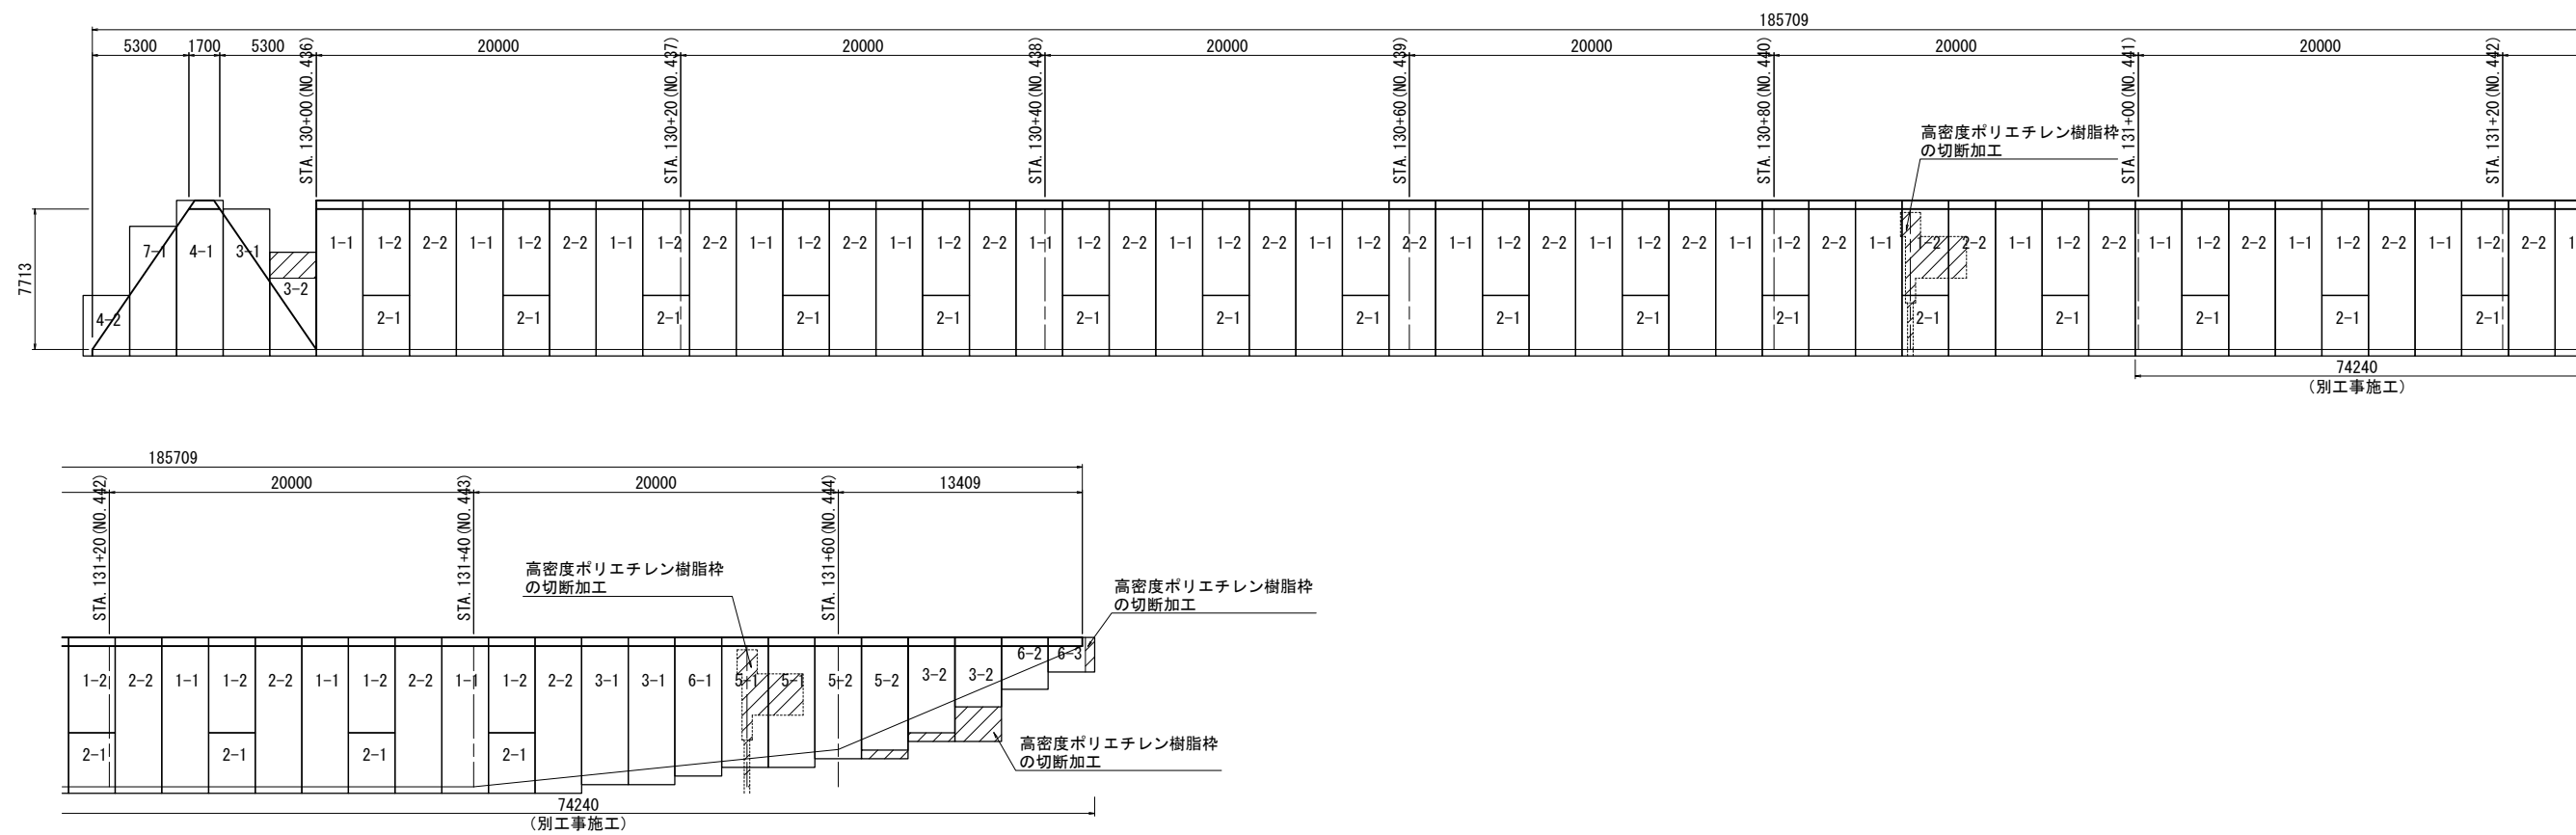 185709
5300 1700 5300 20000 20000 20000 20000 20000 20000
STA.130+00(NO.436) STA.130+20(NO.437) STA.130+40(NO.438) STA.130+60(NO.439) STA.130+80(NO.440) STA.131+00(NO.441) STA.131+20(NO.442)
高密度ポリエチレン樹脂枠
の切断加工
7713
4-2 7-1 4-1 3-1 3-2
1-1 1-2 2-2 1-1 1-2 2-2 1-1 1-2 2-2 1-1 1-2 2-2 1-1 1-2 2-2 1-1 1-2 2-2 1-1 1-2 2-2 1-1 1-2 2-2 1-1 1-2 2-2 1-1 1-2 2-2 1-1 1-2 2-2 1-1 1-2 2-2 1-1 1-2 2-2 1-1 1-2 2-2 1-1 1-2 2-2 1-1 1-2 2-2
2-1 2-1 2-1 2-1 2-1 2-1 2-1 2-1 2-1 2-1 2-1 2-1 2-1 2-1 2-1 2-1
74240
(別工事施工)
185709
20000 20000 13409
STA.131+20(NO.442) STA.131+40(NO.443) STA.131+60(NO.444)
高密度ポリエチレン樹脂枠
の切断加工
高密度ポリエチレン樹脂枠
の切断加工
1-2 2-2 1-1 1-2 2-2 1-1 1-2 2-2 1-1 1-2 2-2 3-1 3-1 6-1 5-1 5-1 5-2 5-2 3-2 3-2 6-2 6-3
2-1 2-1 2-1 2-1
高密度ポリエチレン樹脂枠
の切断加工
74240
(別工事施工)